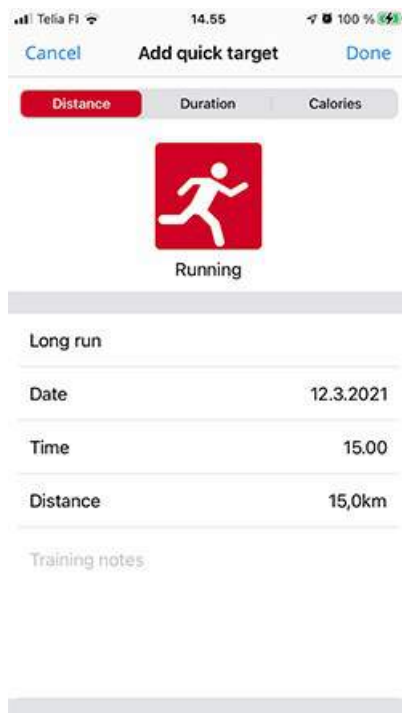 Telia FI 14.55 100 %
Cancel Add quick target Done
Distance Duration Calories
Running
Long run
Date 12.3.2021
Time 15.00
Distance 15,0km
Training notes